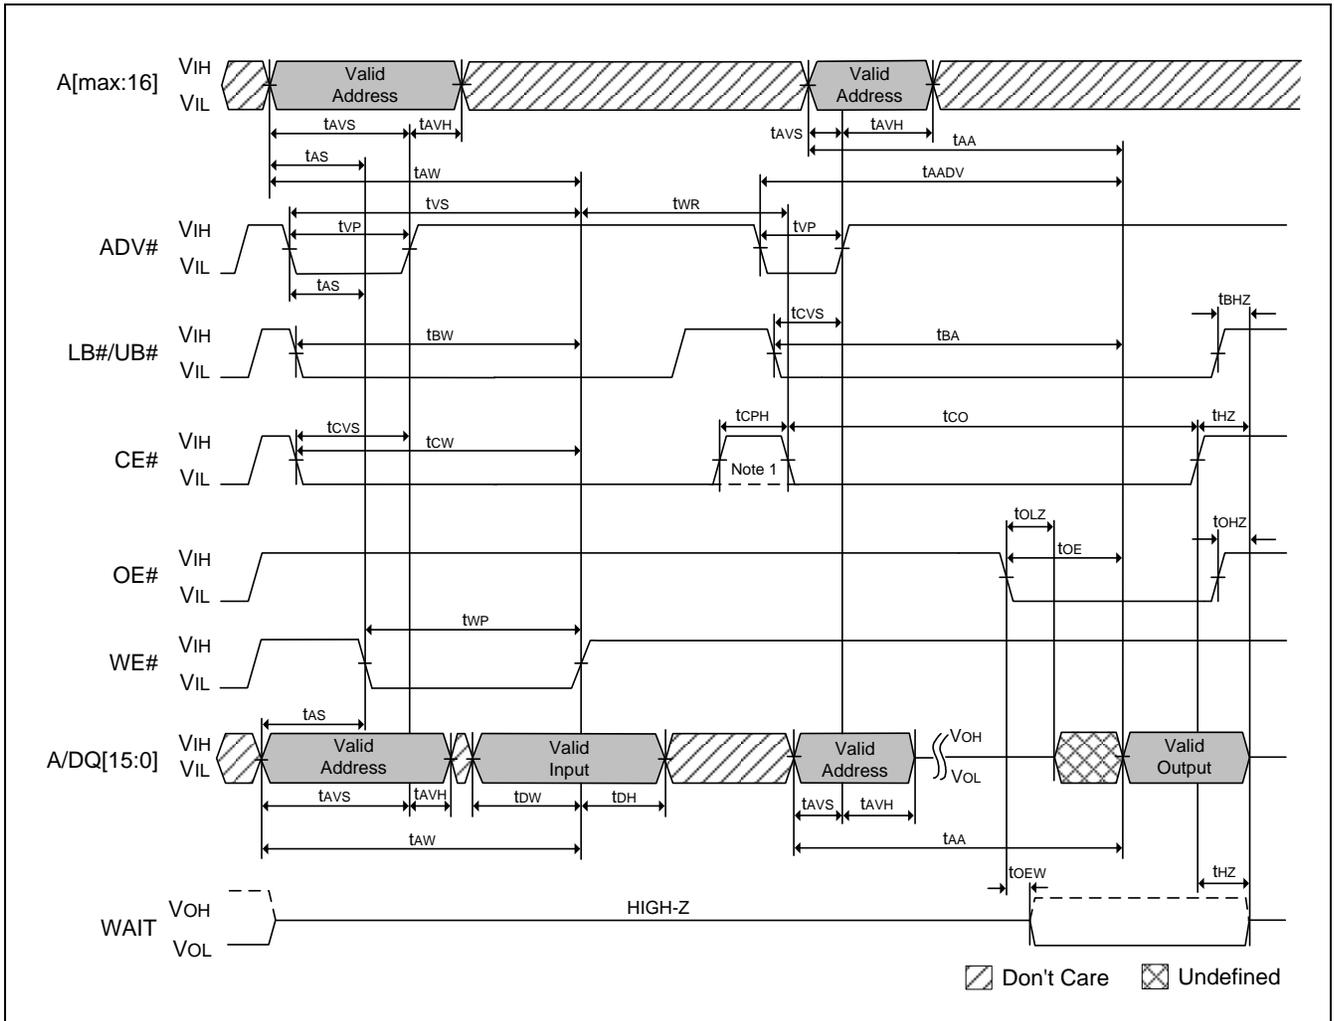 A[max:16]
VIH
VIL
Valid
Address
Valid
Address
tAVS
tAVH
tAVS
tAVH
tAS
tAA
tAW
tAADV
tVS
tWR
ADV#
VIH
VIL
tVP
tVP
tAS
tCVS
tBHZ
LB#/UB#
VIH
VIL
tBW
tBA
tCPH
tCO
tHZ
CE#
VIH
VIL
tCVS
tCW
Note 1
tOLZ
tOHZ
OE#
VIH
VIL
tOE
tWP
WE#
VIH
VIL
tAS
A/DQ[15:0]
VIH
VIL
Valid
Address
Valid
Input
Valid
Address
VOH
VOL
Valid
Output
tAVS
tAVH
tDW
tDH
tAVS
tAVH
tAW
tAA
tOEW
tHZ
WAIT
VOH
VOL
HIGH-Z
Don't Care
Undefined